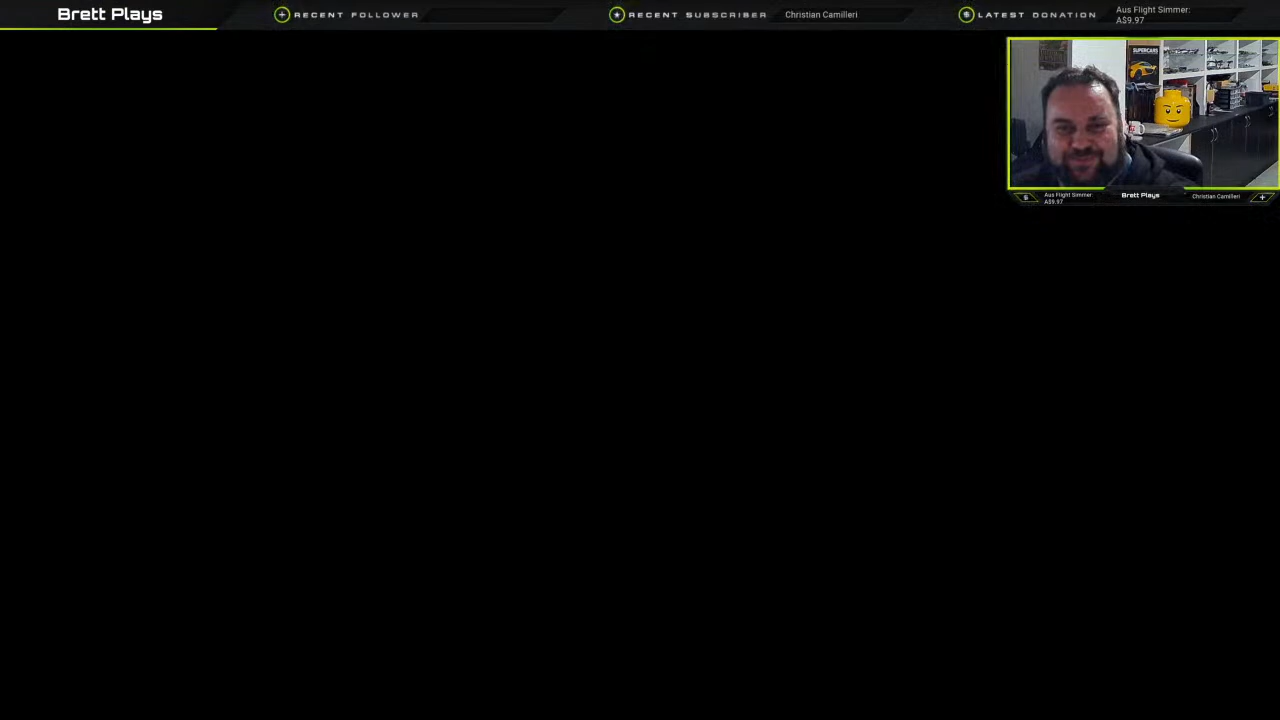 Brett Plays
RECENT FOLLOWER
RECENT SUBSCRIBER
Christian Camilleri
LATEST DONATION
Aus Flight Simmer:
A$9.97
SUPERCARS
Aus Flight Simmer:
A$9.97
Brett Plays
Christian Camilleri